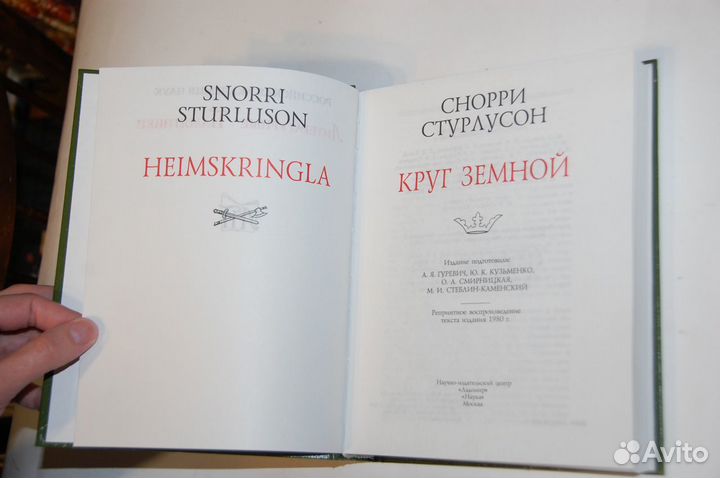 SNORRI
STURLUSON
HEIMSKRINGLA
СНОРРИ
СТУРЛУСОН
КРУГ ЗЕМНОЙ
Издание подготовили:
А. Я. ГУРЕВИЧ, Ю. К. КУЗЬМЕНКО,
О. А. СМИРНИЦКАЯ,
М. И. СТЕБЛИН-КАМЕНСКИЙ
Репринтное воспроизведение
текста издания 1980 г.
Научно-издательский центр
«Ладомир»
«Наука»
Москва
Avito